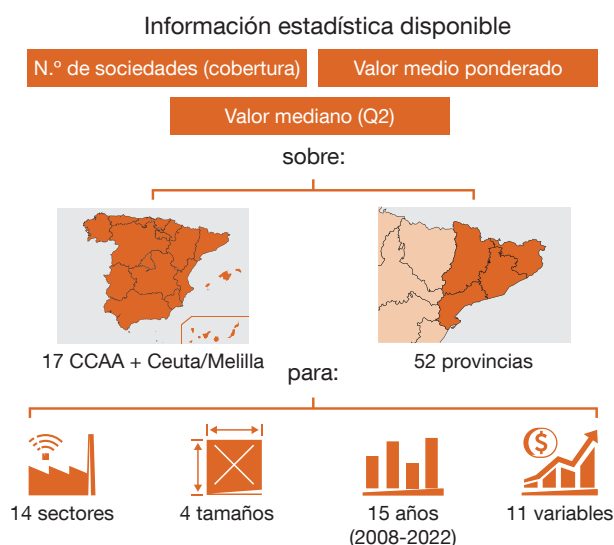 Información estadística disponible
N.º de sociedades (cobertura)
Valor medio ponderado
Valor mediano (Q2)
sobre:
17 CCAA + Ceuta/Melilla
52 provincias
para:
$
14 sectores
4 tamaños
15 años
(2008-2022)
11 variables